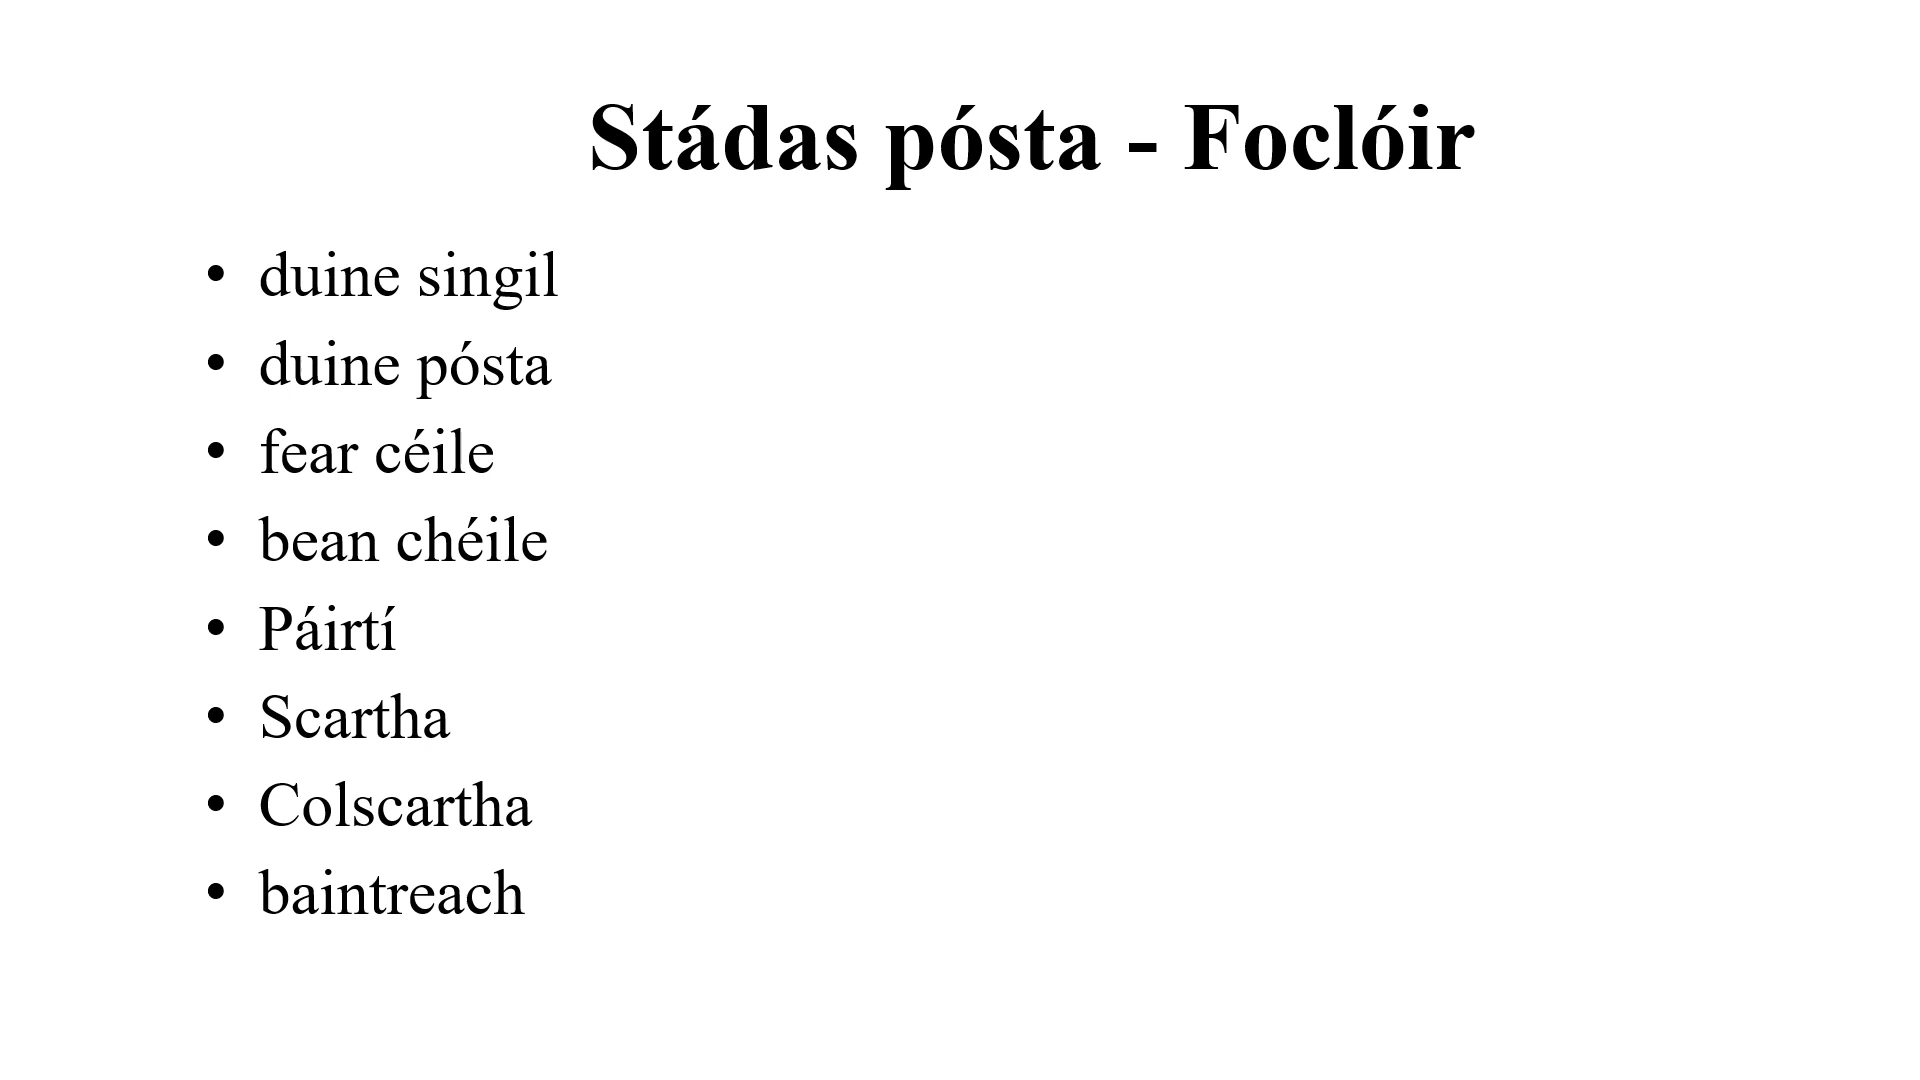 Stádas pósta - Foclóir
• duine singil
• duine pósta
• fear céile
• bean chéile
• Páirtí
• Scartha
• Colscartha
• baintreach